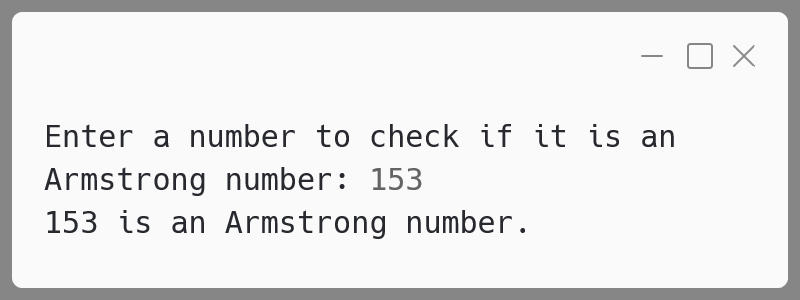 Enter a number to check if it is an
Armstrong number: 153
153 is an Armstrong number.